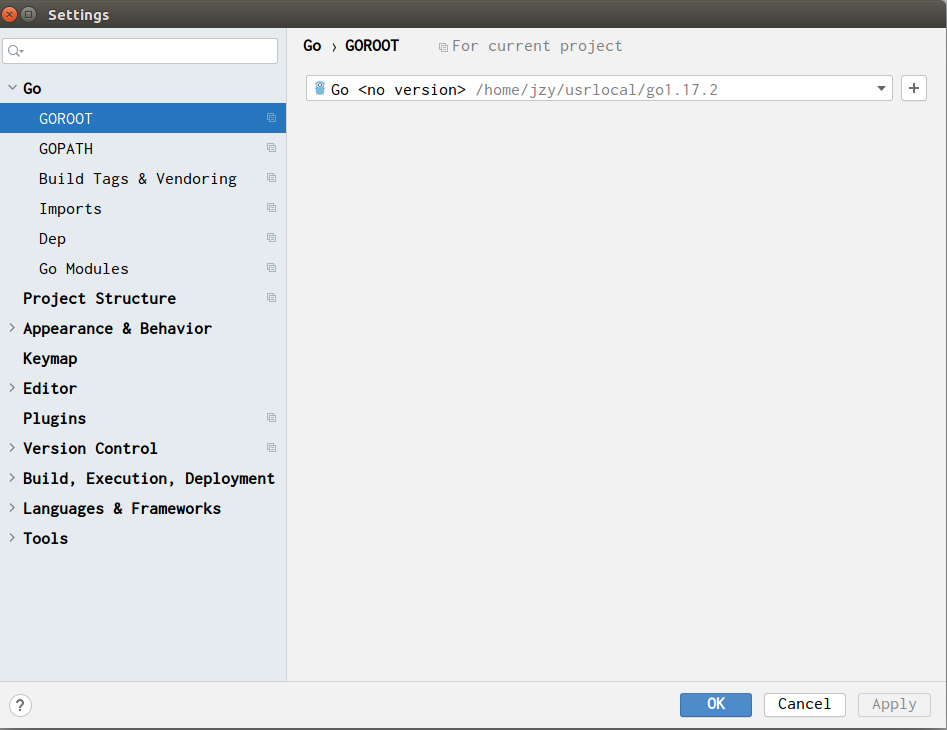 Settings
Go
GOROOT
GOPATH
Build Tags & Vendoring
Imports
Dep
Go Modules
Project Structure
Appearance & Behavior
Keymap
Editor
Plugins
Version Control
Build, Execution, Deployment
Languages & Frameworks
Tools
Go › GOROOT For current project
Go <no version> /home/jzy/usrlocal/go1.17.2
+
?
OK Cancel Apply